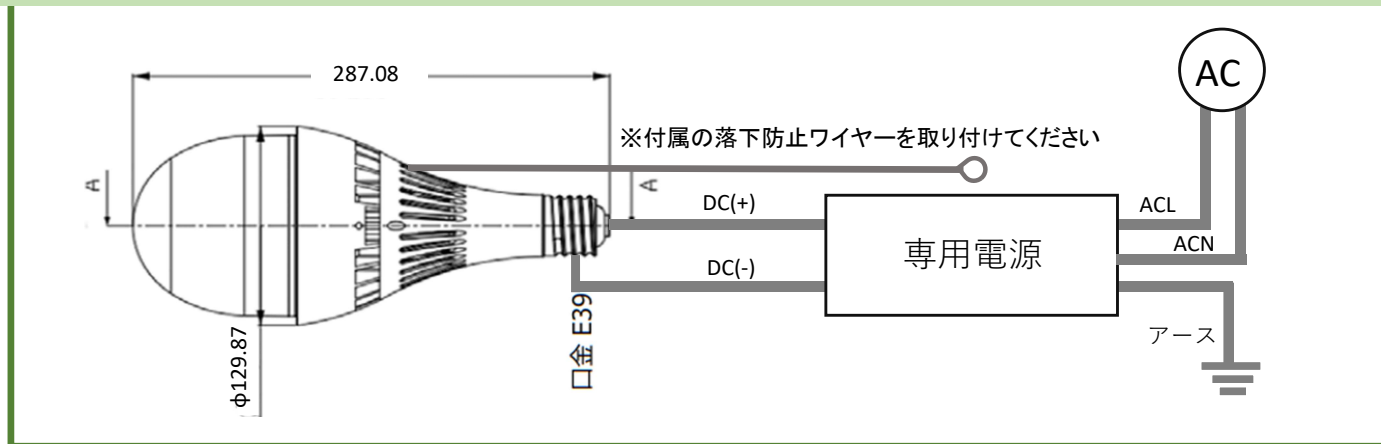 287.08
AC
※付属の落下防止ワイヤーを取り付けてください
A
A
DC(+)
ACL
専用電源
ACN
DC(-)
口金 E39
φ129.87
アース